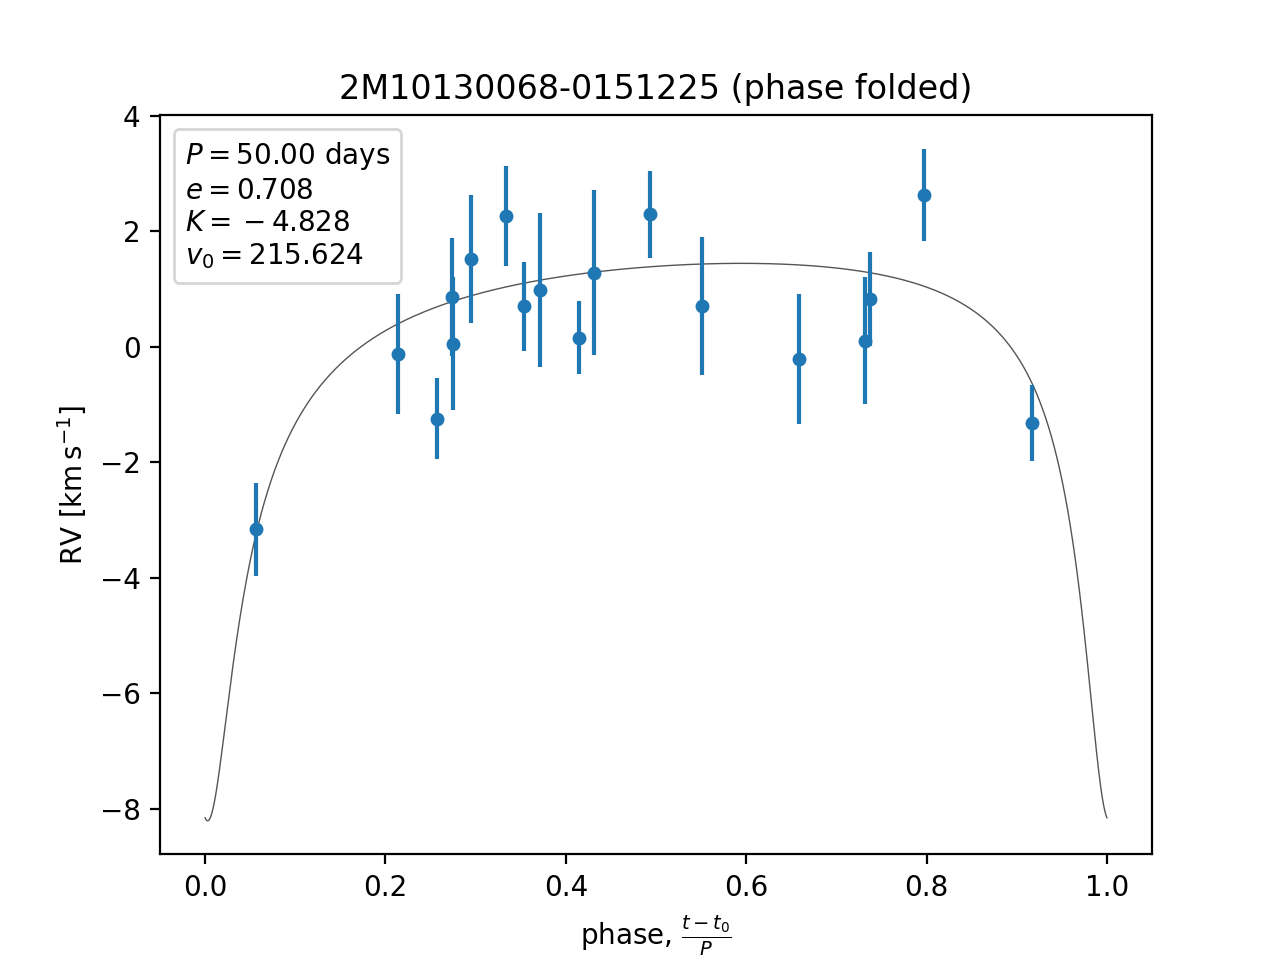 2M10130068-0151225 (phase folded)
P = 50.00 days
e = 0.708
K = −4.828
v₀ = 215.624
4
2
0
−2
−4
−6
−8
RV [km s⁻¹]
0.0 0.2 0.4 0.6 0.8 1.0
phase, (t − t₀)/P